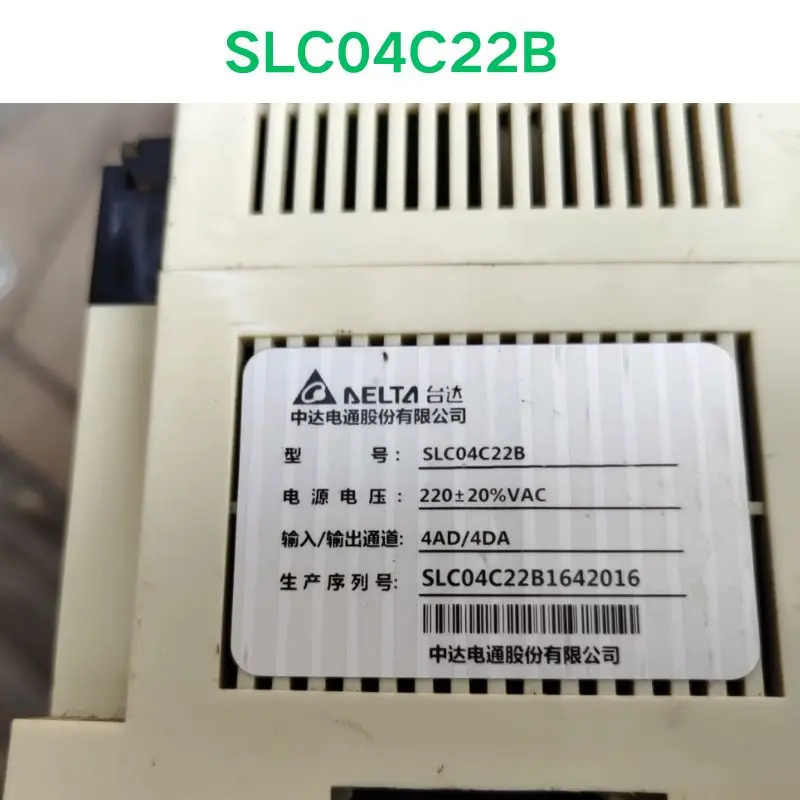 SLC04C22B
DELTA 台达
中达电通股份有限公司
型 号: SLC04C22B
电源电压: 220±20%VAC
输入/输出通道: 4AD/4DA
生产序列号: SLC04C22B1642016
中达电通股份有限公司